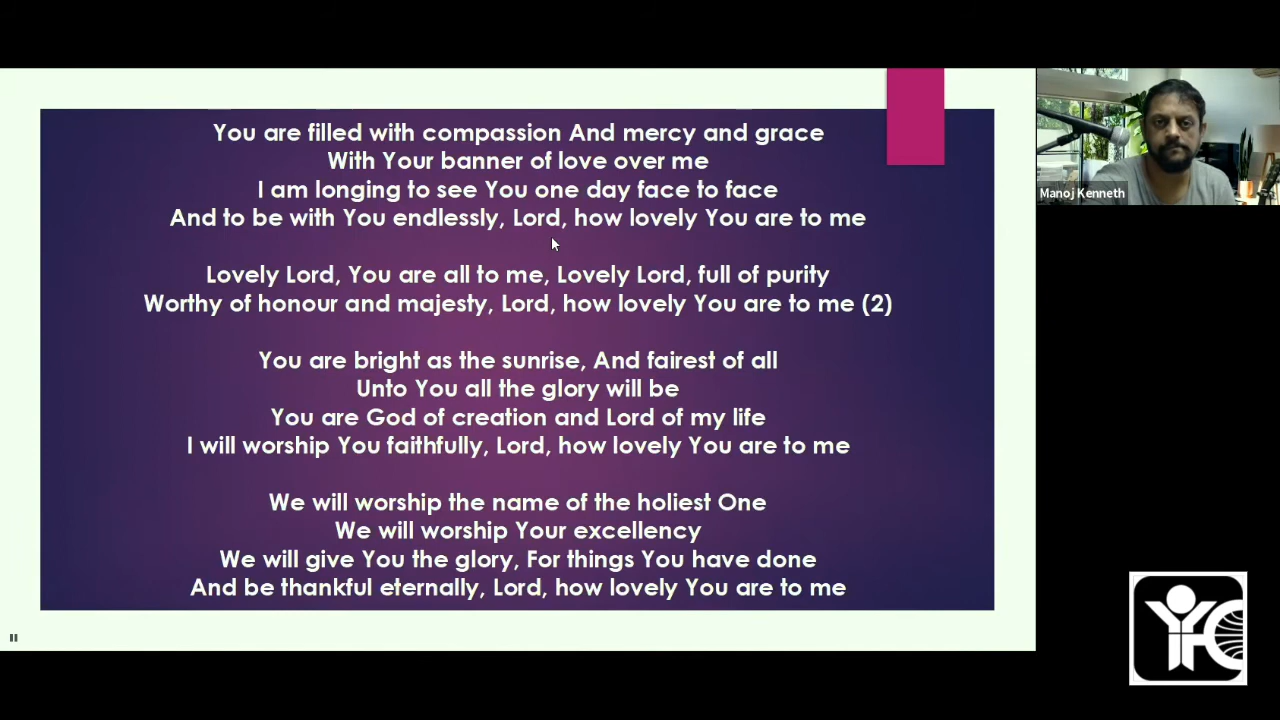 You are filled with compassion And mercy and grace
With Your banner of love over me
I am longing to see You one day face to face
And to be with You endlessly, Lord, how lovely You are to me
Lovely Lord, You are all to me, Lovely Lord, full of purity
Worthy of honour and majesty, Lord, how lovely You are to me (2)
You are bright as the sunrise, And fairest of all
Unto You all the glory will be
You are God of creation and Lord of my life
I will worship You faithfully, Lord, how lovely You are to me
We will worship the name of the holiest One
We will worship Your excellency
We will give You the glory, For things You have done
And be thankful eternally, Lord, how lovely You are to me
Manoj Kenneth
YFC